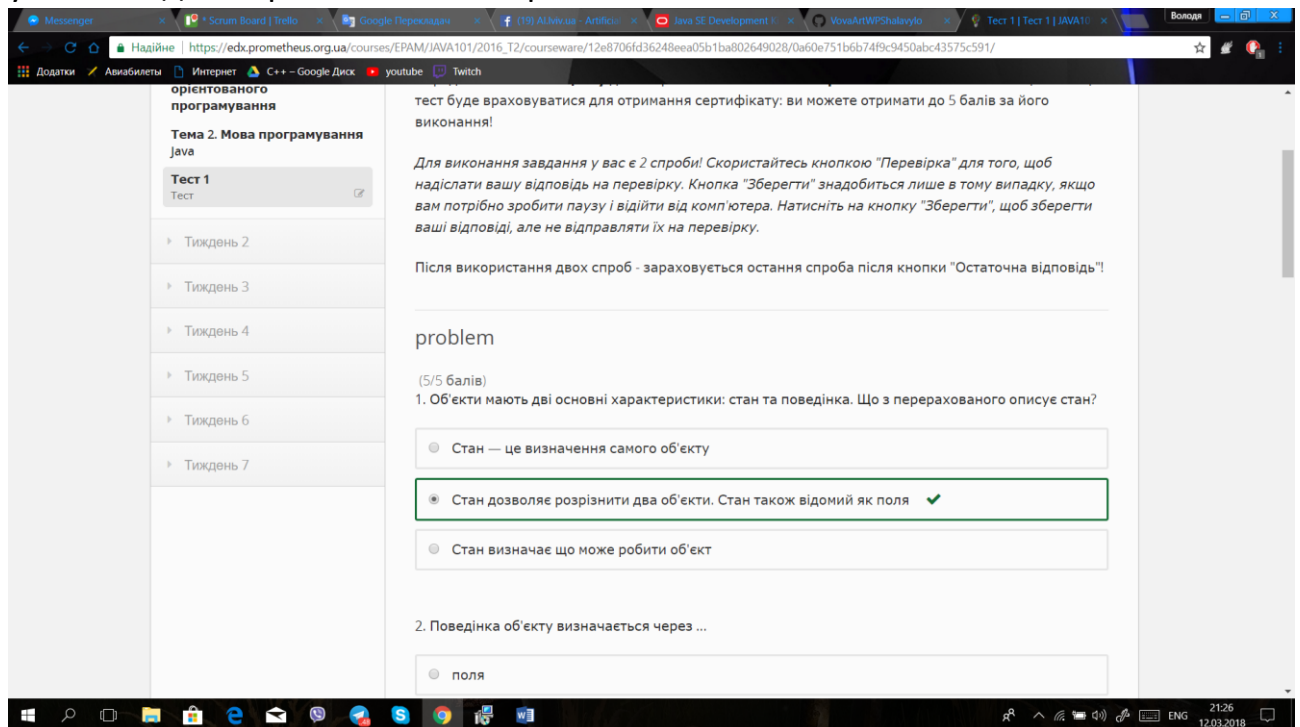 Messenger
* Scrum Board | Trello
Google Перекладач
(19) AI.lviv.ua - Artificia
Java SE Development K
VovaArtWPShalavylo
Тест 1 | Тест 1 | JAVA10
Володя
Надійне | https://edx.prometheus.org.ua/courses/EPAM/JAVA101/2016_T2/courseware/12e8706fd36248eea05b1ba802649028/0a60e751b6b74f9c9450abc43575c591/
Додатки
Авиабилеты
Интернет
C++ – Google Диск
youtube
Twitch
орієнтованого
програмування
Тема 2. Мова програмування
Java
Тест 1
Тест
Тиждень 2
Тиждень 3
Тиждень 4
Тиждень 5
Тиждень 6
Тиждень 7
тест буде враховуватися для отримання сертифікату: ви можете отримати до 5 балів за його
виконання!
Для виконання завдання у вас є 2 спроби! Скористайтесь кнопкою "Перевірка" для того, щоб
надіслати вашу відповідь на перевірку. Кнопка "Зберегти" знадобиться лише в тому випадку, якщо
вам потрібно зробити паузу і відійти від комп'ютера. Натисніть на кнопку "Зберегти", щоб зберегти
ваші відповіді, але не відправляти їх на перевірку.
Після використання двох спроб - зараховується остання спроба після кнопки "Остаточна відповідь"!
problem
(5/5 балів)
1. Об'єкти мають дві основні характеристики: стан та поведінка. Що з перерахованого описує стан?
Стан — це визначення самого об'єкту
Стан дозволяє розрізнити два об'єкти. Стан також відомий як поля
Стан визначає що може робити об'єкт
2. Поведінка об'єкту визначається через ...
поля
ENG
21:26
12.03.2018